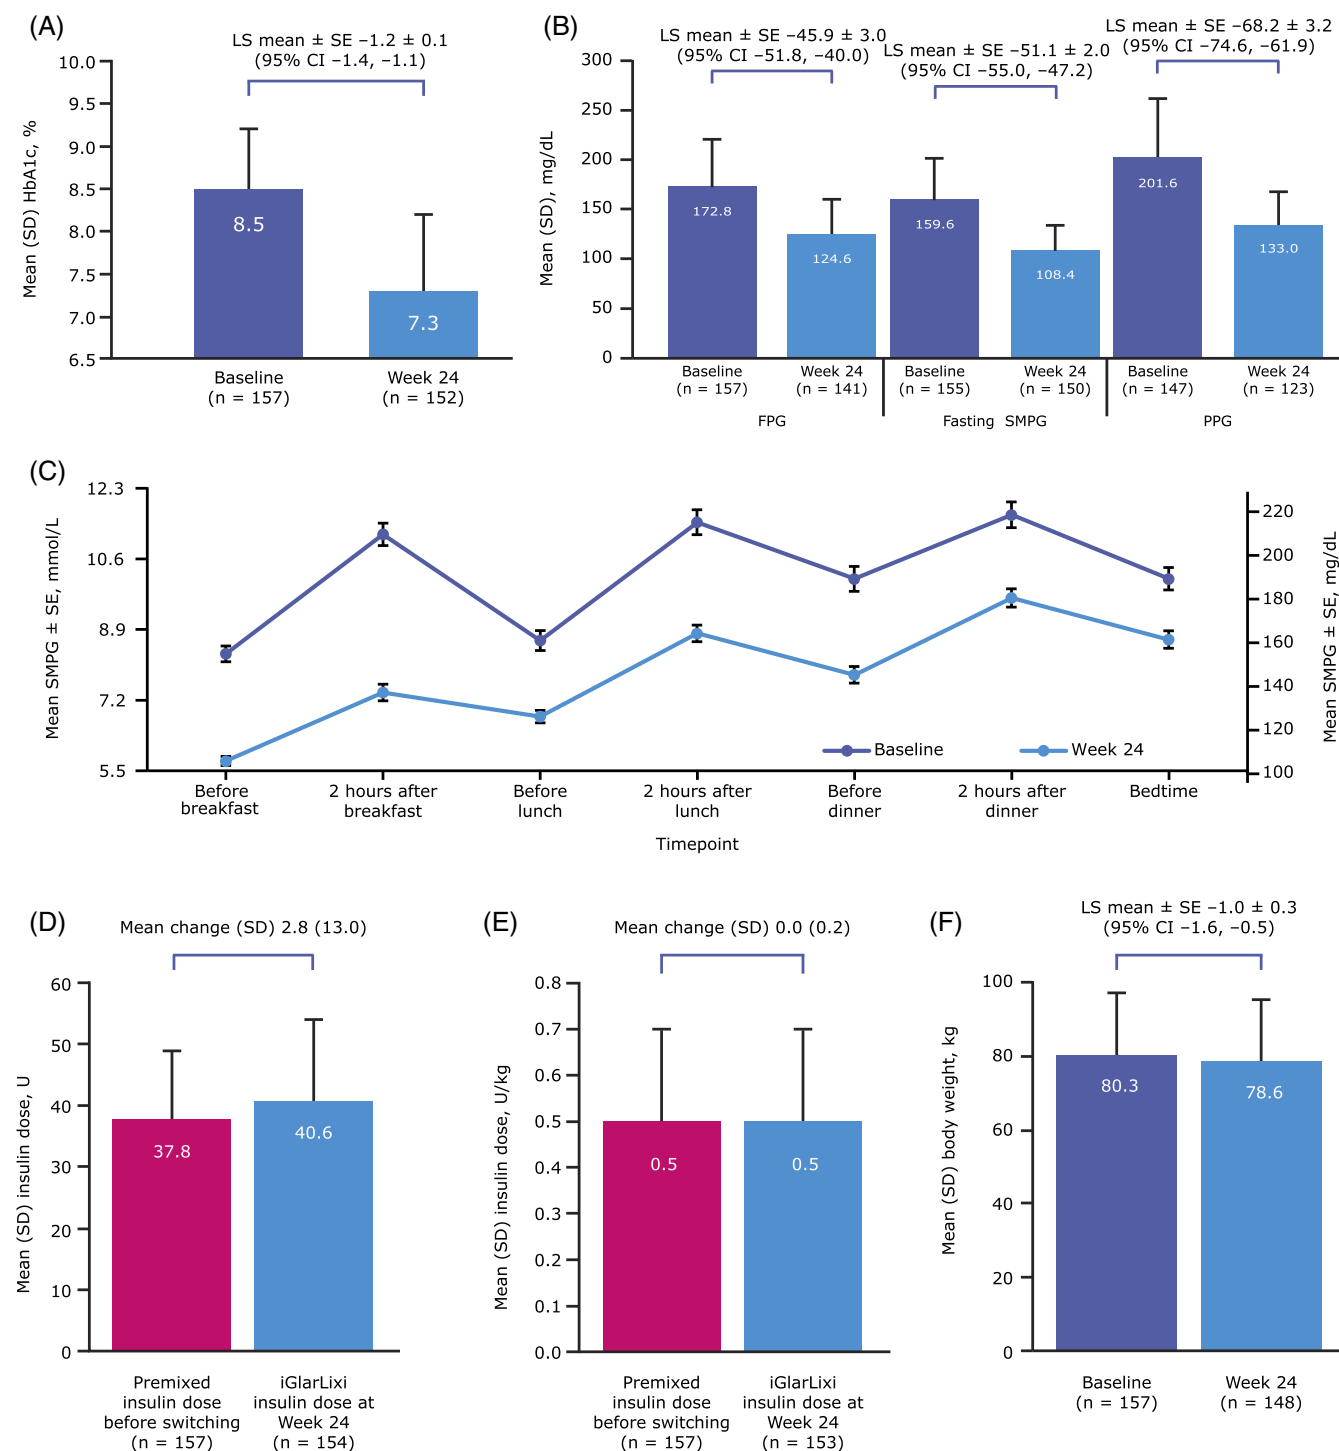 (A)
LS mean ± SE –1.2 ± 0.1
(95% CI –1.4, –1.1)
Mean (SD) HbA1c, %
10.0
9.5
9.0
8.5
8.0
7.5
7.0
6.5
8.5
7.3
Baseline
(n = 157)
Week 24
(n = 152)
(B)
LS mean ± SE –45.9 ± 3.0
(95% CI –51.8, –40.0)
LS mean ± SE –51.1 ± 2.0
(95% CI –55.0, –47.2)
LS mean ± SE –68.2 ± 3.2
(95% CI –74.6, –61.9)
Mean (SD), mg/dL
300
250
200
150
100
50
0
172.8
124.6
159.6
108.4
201.6
133.0
Baseline
(n = 157)
Week 24
(n = 141)
Baseline
(n = 155)
Week 24
(n = 150)
Baseline
(n = 147)
Week 24
(n = 123)
FPG
Fasting SMPG
PPG
(C)
Mean SMPG ± SE, mmol/L
12.3
10.6
8.9
7.2
5.5
Mean SMPG ± SE, mg/dL
220
200
180
160
140
120
100
Baseline
Week 24
Before
breakfast
2 hours after
breakfast
Before
lunch
2 hours after
lunch
Before
dinner
2 hours after
dinner
Bedtime
Timepoint
(D)
Mean change (SD) 2.8 (13.0)
Mean (SD) insulin dose, U
60
50
40
30
20
10
0
37.8
40.6
Premixed
insulin dose
before switching
(n = 157)
iGlarLixi
insulin dose at
Week 24
(n = 154)
(E)
Mean change (SD) 0.0 (0.2)
Mean (SD) insulin dose, U/kg
0.8
0.7
0.6
0.5
0.4
0.3
0.2
0.1
0.0
0.5
0.5
Premixed
insulin dose
before switching
(n = 157)
iGlarLixi
insulin dose at
Week 24
(n = 153)
(F)
LS mean ± SE –1.0 ± 0.3
(95% CI –1.6, –0.5)
Mean (SD) body weight, kg
100
80
60
40
20
0
80.3
78.6
Baseline
(n = 157)
Week 24
(n = 148)